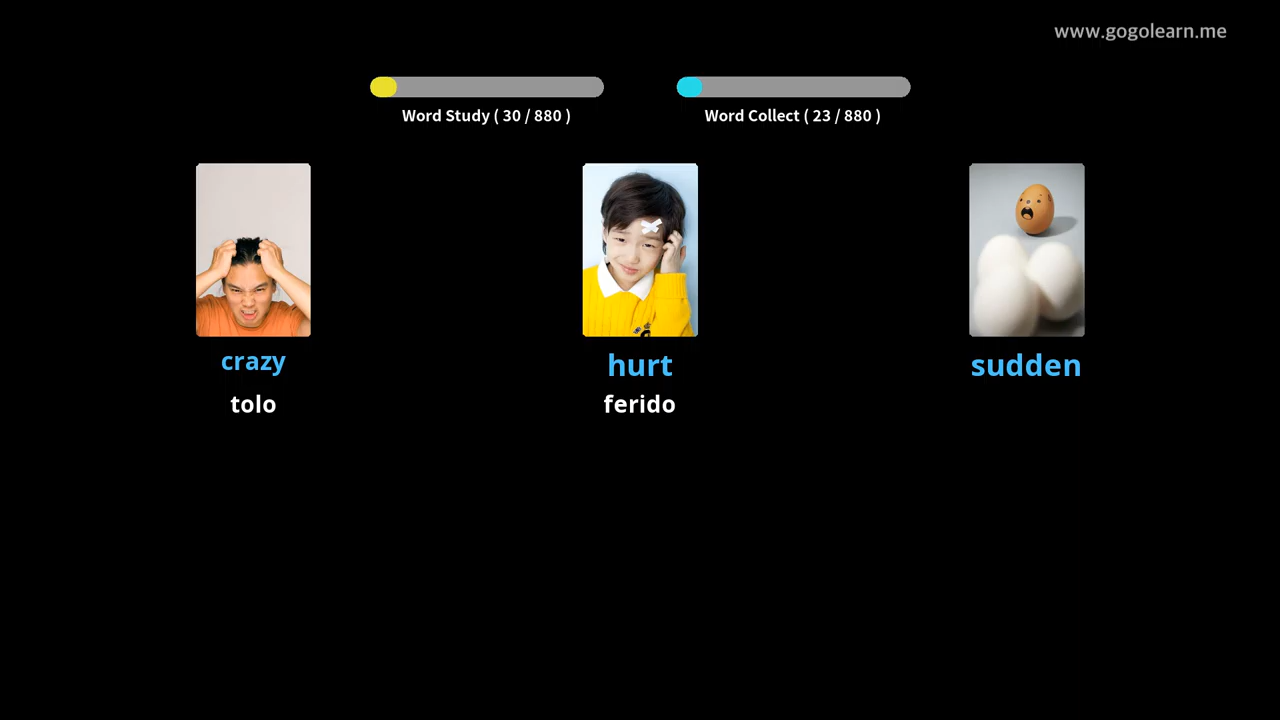 www.gogolearn.me
Word Study ( 30 / 880 )
Word Collect ( 23 / 880 )
crazy
hurt
sudden
tolo
ferido